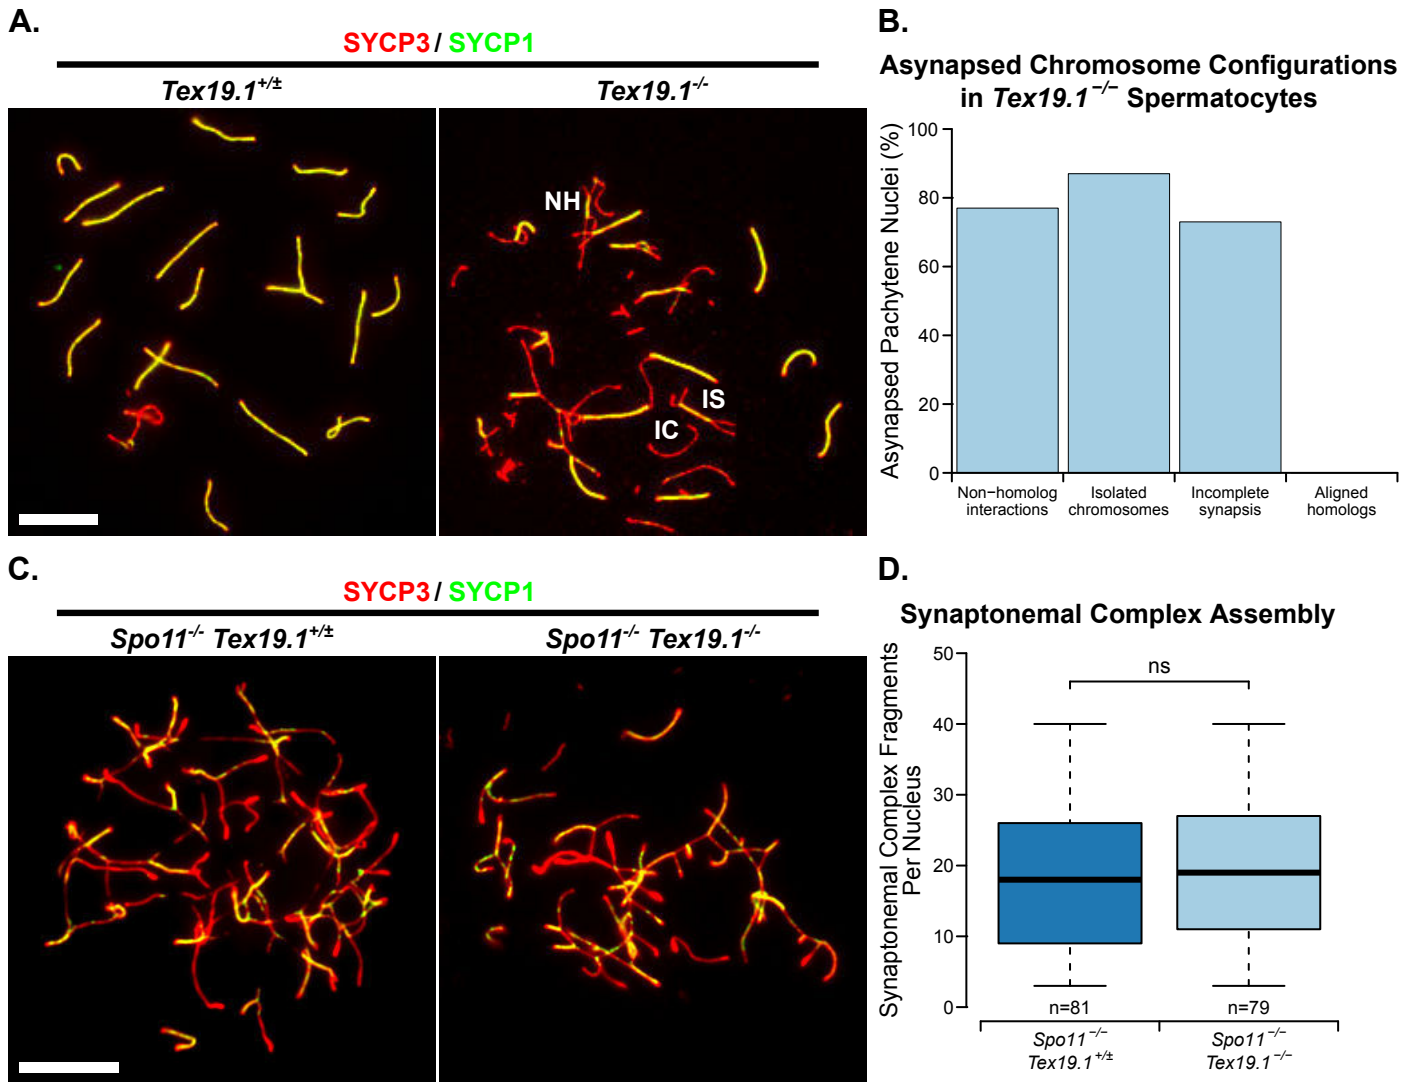 A.
SYCP3 / SYCP1
Tex19.1+/±
Tex19.1-/-
NH
IS
IC
B.
Asynapsed Chromosome Configurations
in Tex19.1−/− Spermatocytes
Asynapsed Pachytene Nuclei (%)
100
80
60
40
20
0
Non−homolog
interactions
Isolated
chromosomes
Incomplete
synapsis
Aligned
homologs
C.
SYCP3 / SYCP1
Spo11-/- Tex19.1+/±
Spo11-/- Tex19.1-/-
D.
Synaptonemal Complex Assembly
Synaptonemal Complex Fragments
Per Nucleus
50
40
30
20
10
0
ns
n=81
n=79
Spo11−/−
Tex19.1+/±
Spo11−/−
Tex19.1−/−